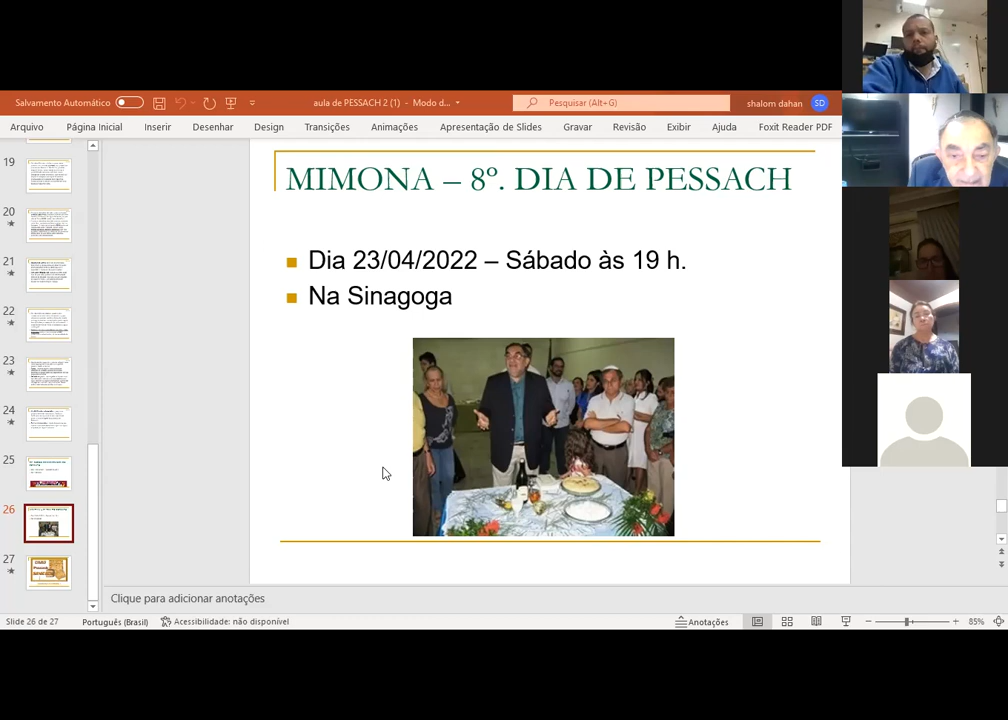 Salvamento Automático
aula de PESSACH 2 (1) - Modo d...
Pesquisar (Alt+G)
shalom dahan
SD
Arquivo
Página Inicial
Inserir
Desenhar
Design
Transições
Animações
Apresentação de Slides
Gravar
Revisão
Exibir
Ajuda
Foxit Reader PDF
19
20
21
22
23
24
25
26
27
MIMONA – 8º. DIA DE PESSACH
Dia 23/04/2022 – Sábado às 19 h.
Na Sinagoga
Clique para adicionar anotações
Slide 26 de 27
Português (Brasil)
Acessibilidade: não disponível
Anotações
85%